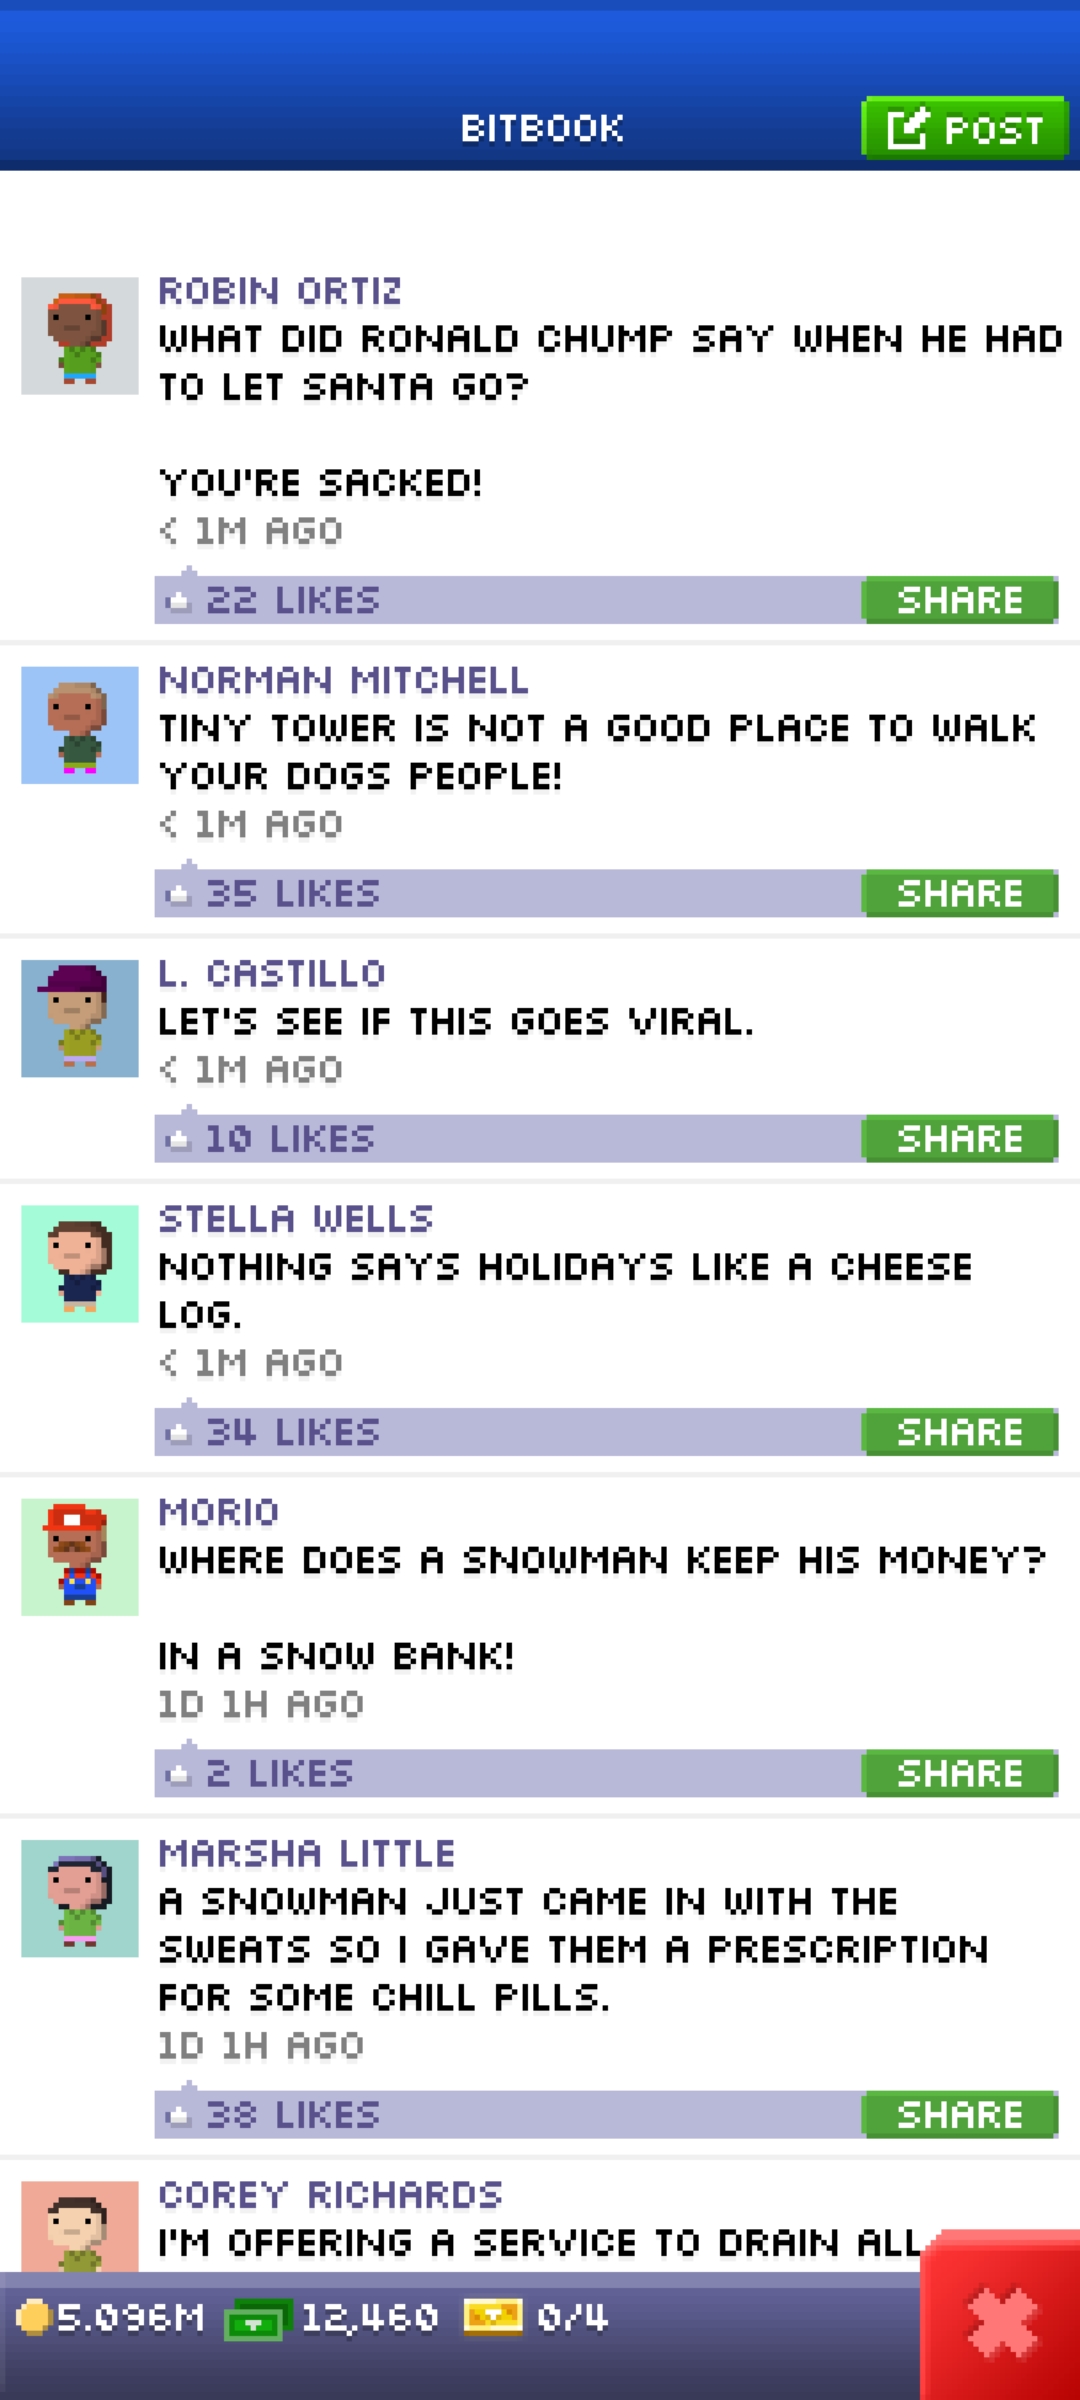 BITBOOK
POST
ROBIN ORTIZ
WHAT DID RONALD CHUMP SAY WHEN HE HAD
TO LET SANTA GO?
YOU'RE SACKED!
< 1M AGO
22 LIKES
SHARE
NORMAN MITCHELL
TINY TOWER IS NOT A GOOD PLACE TO WALK
YOUR DOGS PEOPLE!
< 1M AGO
35 LIKES
SHARE
L. CASTILLO
LET'S SEE IF THIS GOES VIRAL.
< 1M AGO
10 LIKES
SHARE
STELLA WELLS
NOTHING SAYS HOLIDAYS LIKE A CHEESE
LOG.
< 1M AGO
34 LIKES
SHARE
MORIO
WHERE DOES A SNOWMAN KEEP HIS MONEY?
IN A SNOW BANK!
1D 1H AGO
2 LIKES
SHARE
MARSHA LITTLE
A SNOWMAN JUST CAME IN WITH THE
SWEATS SO I GAVE THEM A PRESCRIPTION
FOR SOME CHILL PILLS.
1D 1H AGO
38 LIKES
SHARE
COREY RICHARDS
I'M OFFERING A SERVICE TO DRAIN ALL
5.096M
12,460
0/4